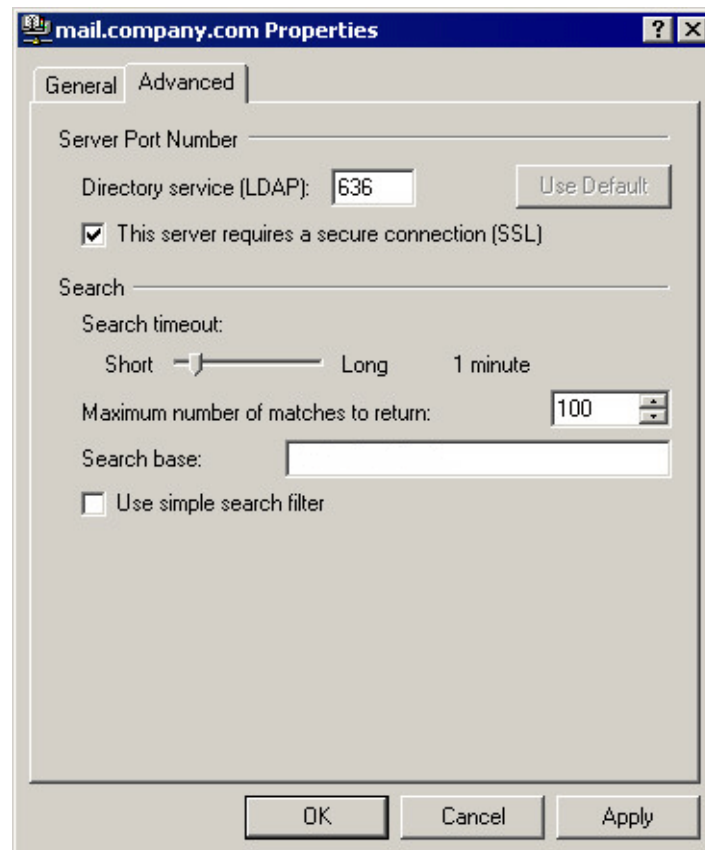 mail.company.com Properties
General Advanced
Server Port Number
Directory service (LDAP): 636 Use Default
This server requires a secure connection (SSL)
Search
Search timeout:
Short Long 1 minute
Maximum number of matches to return: 100
Search base:
Use simple search filter
OK Cancel Apply